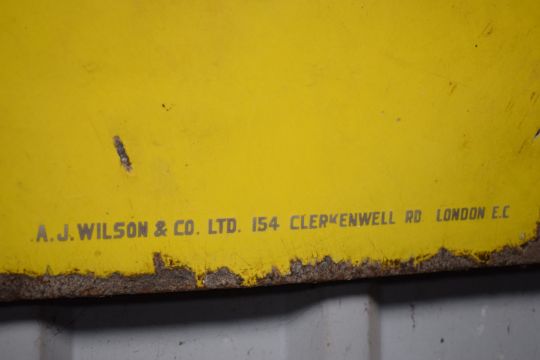 A.J. WILSON & CO. LTD. 154 CLERKENWELL RD LONDON E.C